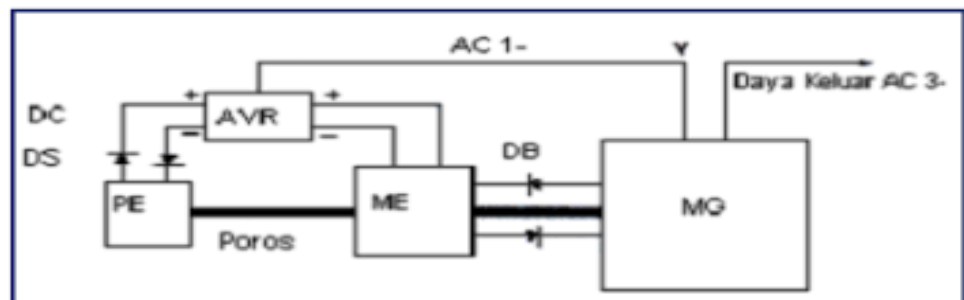 AC 1~
Daya Keluar AC 3~
DC
+
AVR
+
−
−
DS
DB
PE
ME
MG
Poros